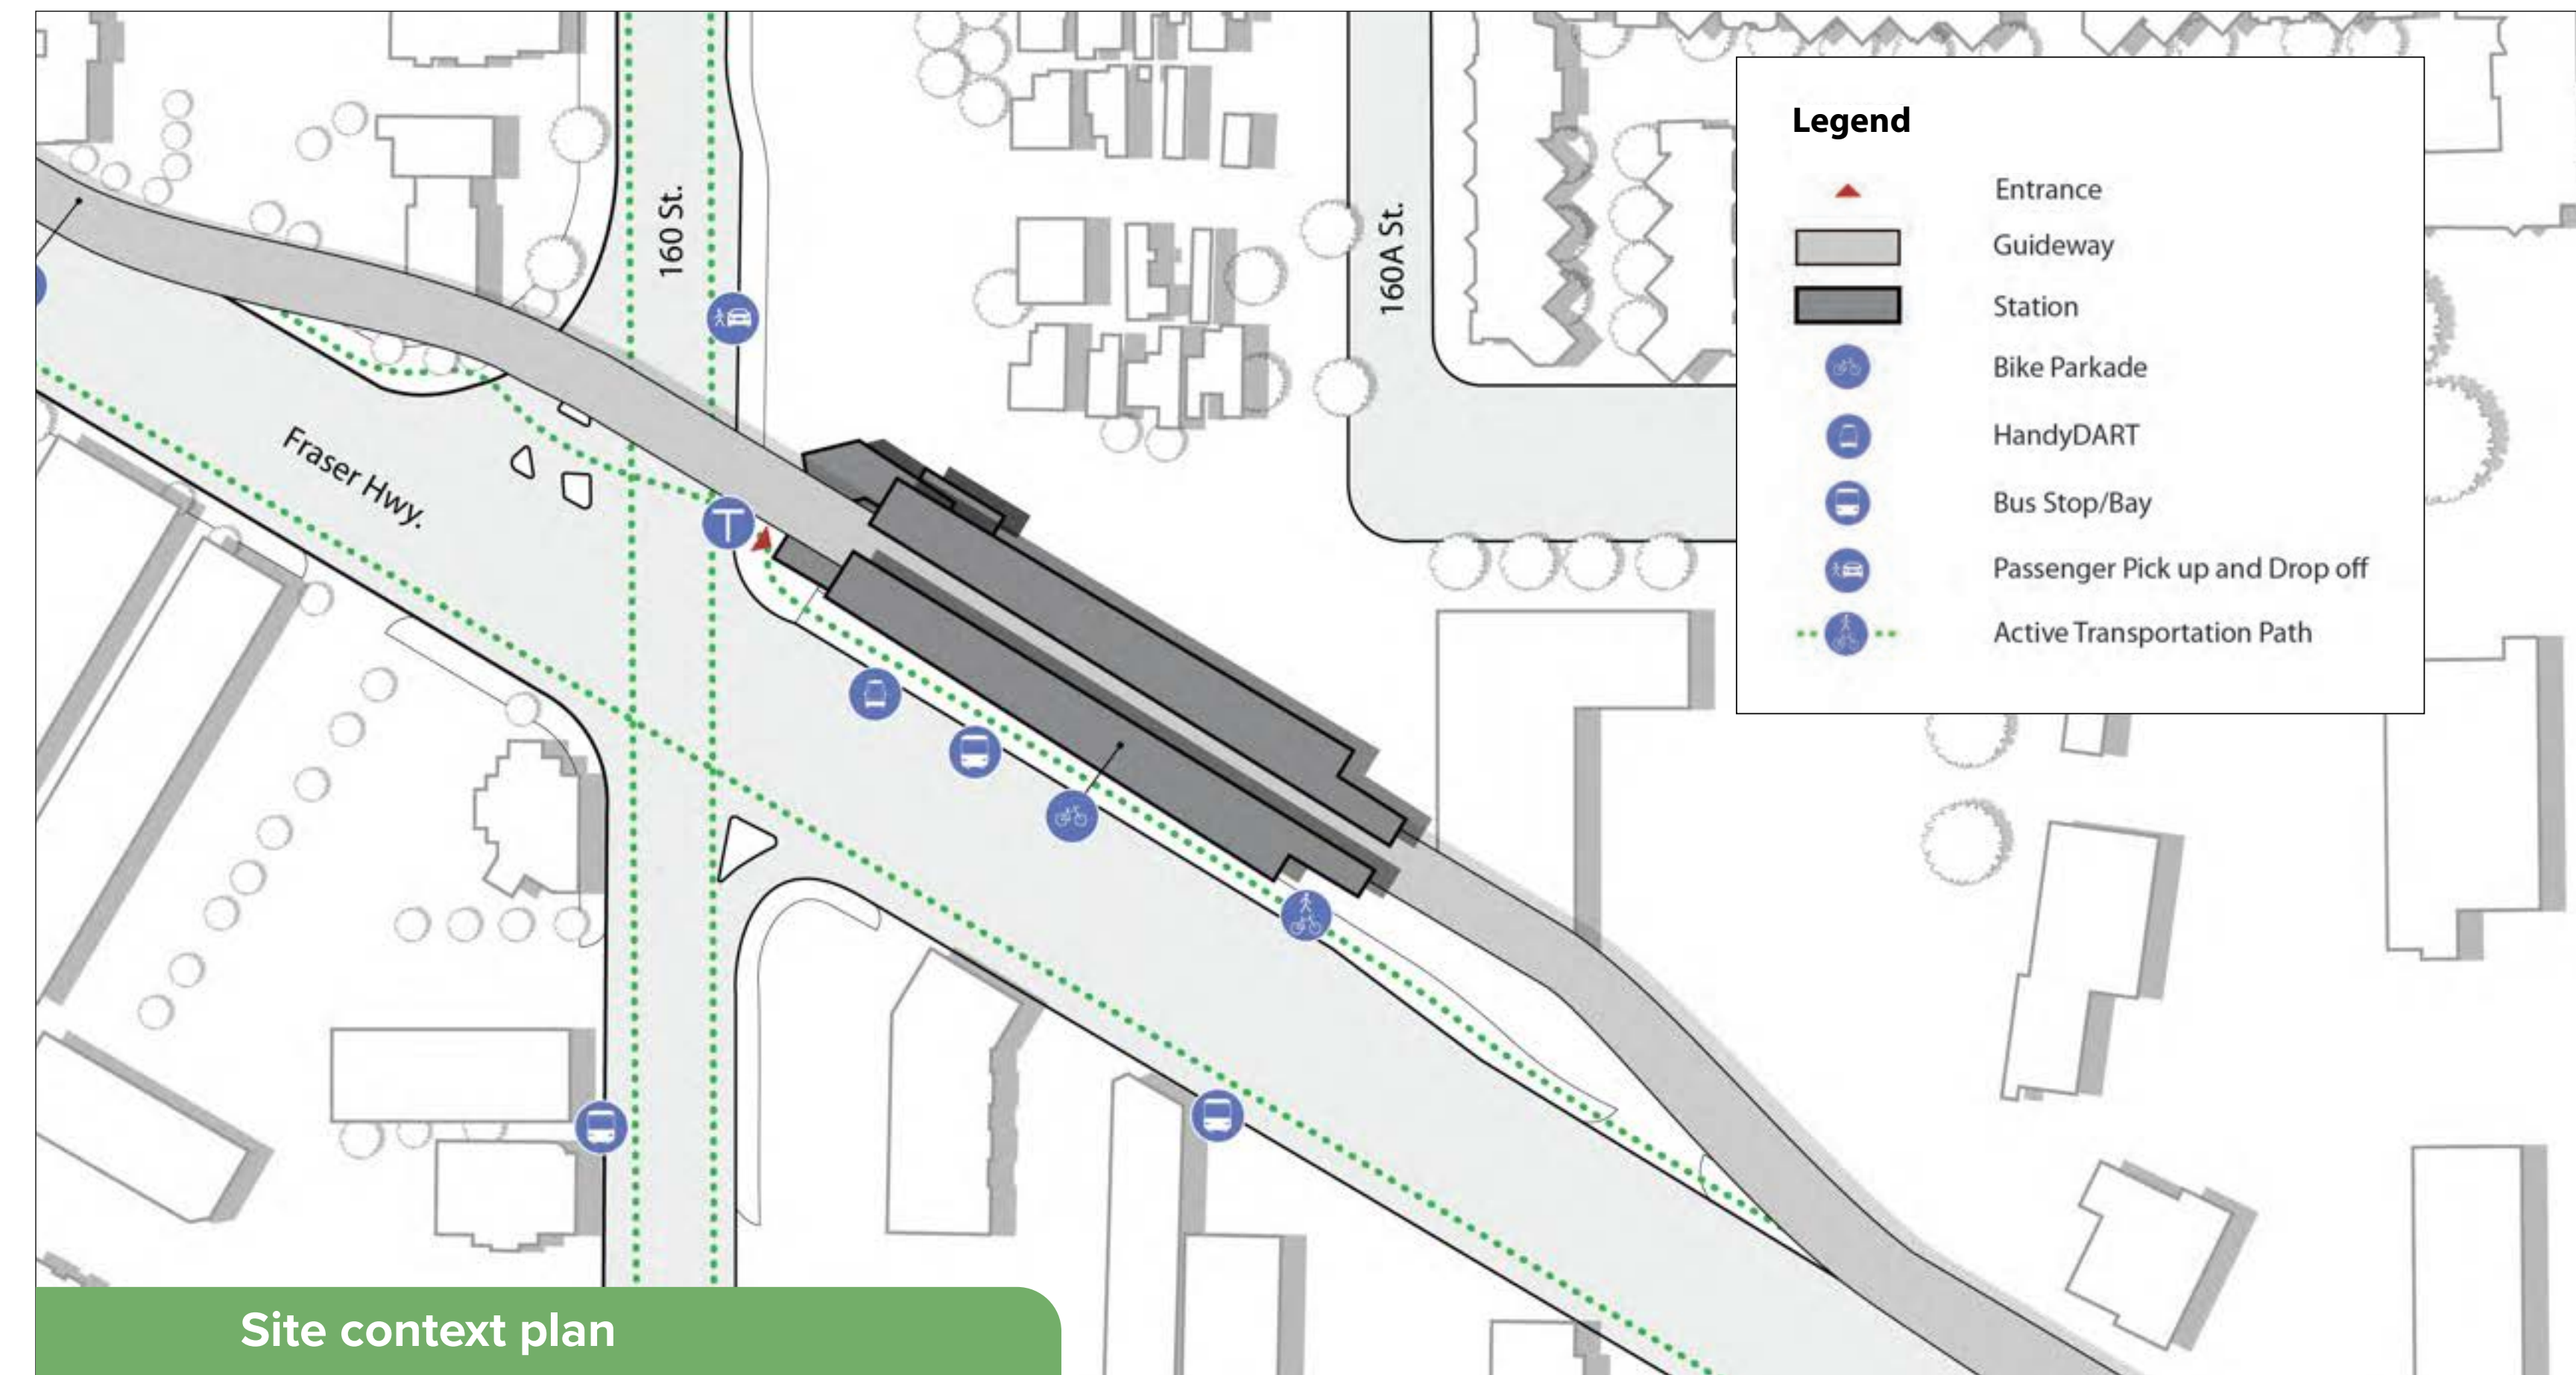 160 St.
160A St.
Fraser Hwy.
T
Legend
Entrance
Guideway
Station
Bike Parkade
HandyDART
Bus Stop/Bay
Passenger Pick up and Drop off
Active Transportation Path
Site context plan